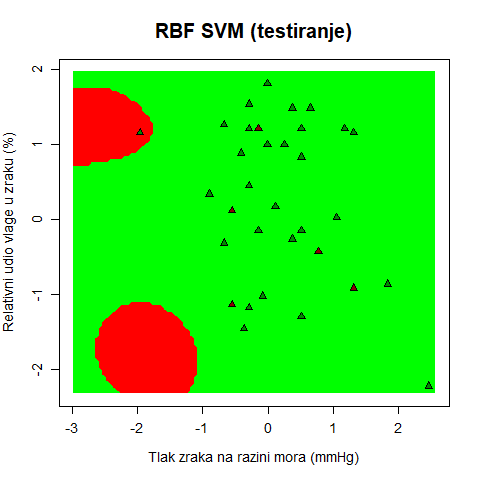 RBF SVM (testiranje)
Relativni udio vlage u zraku (%)
2
1
0
-1
-2
-3 -2 -1 0 1 2
Tlak zraka na razini mora (mmHg)